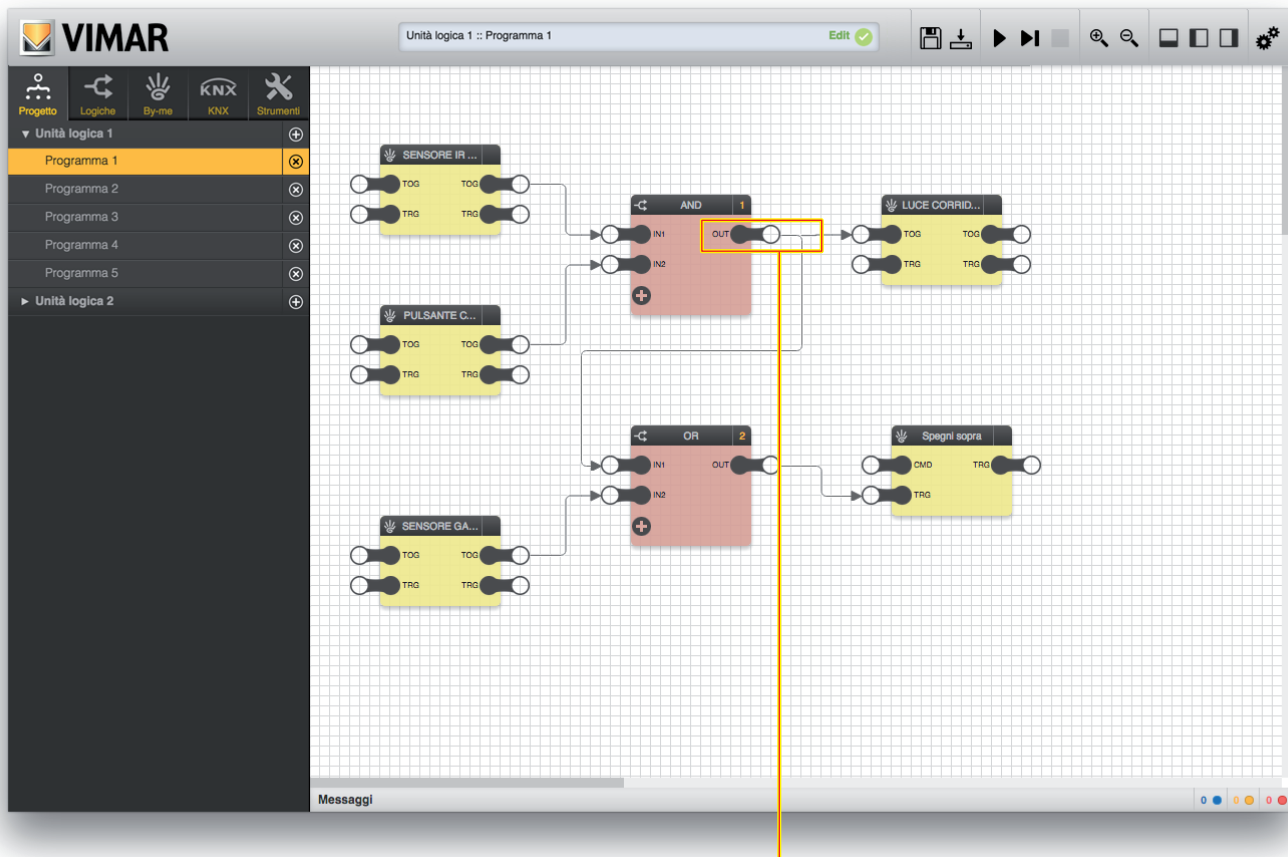 VIMAR
Unità logica 1 :: Programma 1
Edit
Progetto
Logiche
By-me
KNX
KNX
Strumenti
Unità logica 1
Programma 1
Programma 2
Programma 3
Programma 4
Programma 5
Unità logica 2
SENSORE IR ...
TOG TOG
TRG TRG
AND 1
IN1 OUT
IN2
LUCE CORRID...
TOG TOG
TRG TRG
PULSANTE C...
TOG TOG
TRG TRG
OR 2
IN1 OUT
IN2
Spegni sopra
CMD TRG
TRG
SENSORE GA...
TOG TOG
TRG TRG
Messaggi
0 0 0